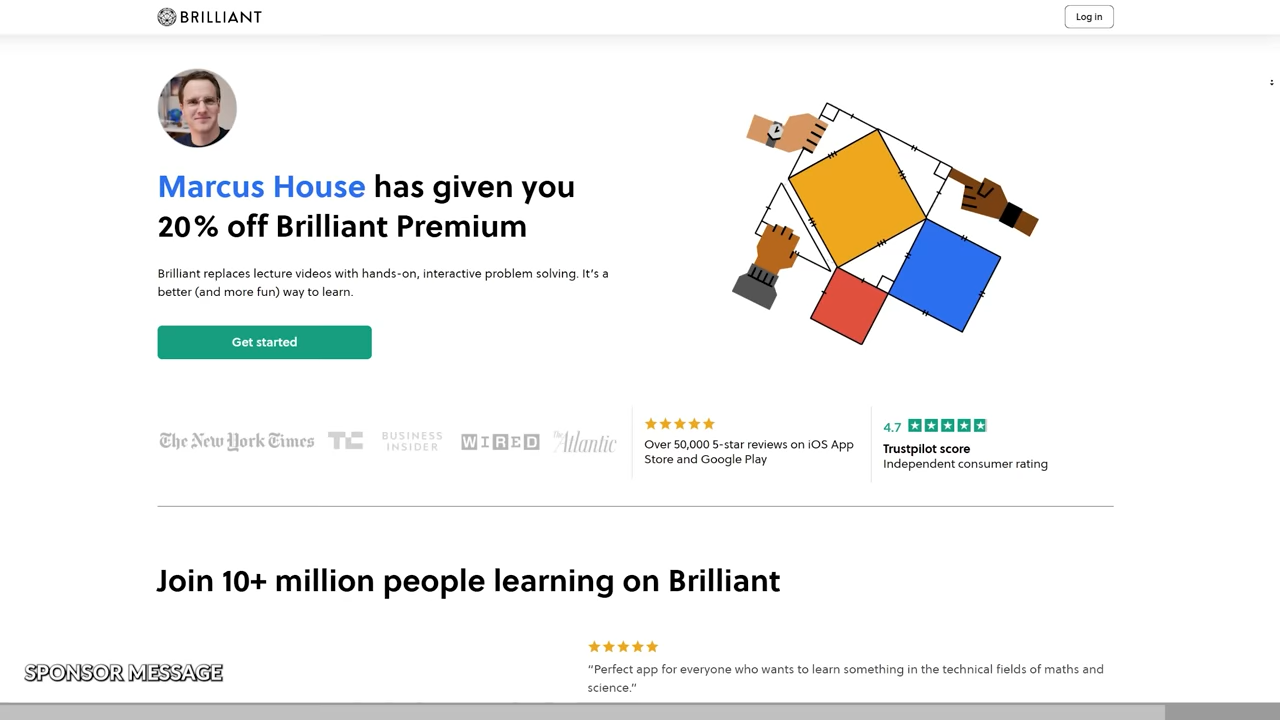 BRILLIANT
Log in
Marcus House has given you
20% off Brilliant Premium
Brilliant replaces lecture videos with hands-on, interactive problem solving. It's a
better (and more fun) way to learn.
Get started
The New York Times
TC
BUSINESS
INSIDER
WIRED
The Atlantic
Over 50,000 5-star reviews on iOS App
Store and Google Play
4.7
Trustpilot score
Independent consumer rating
Join 10+ million people learning on Brilliant
“Perfect app for everyone who wants to learn something in the technical fields of maths and
science.”
SPONSOR MESSAGE